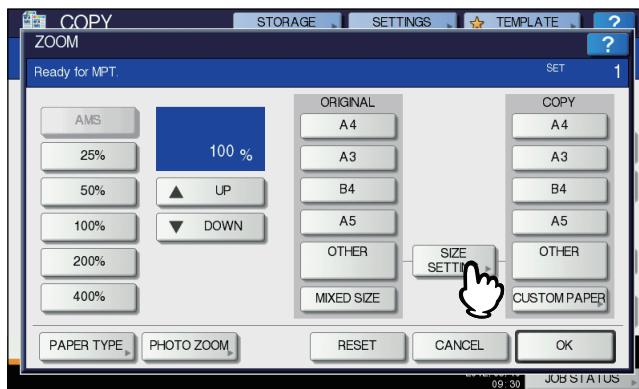 COPY
STORAGE SETTINGS TEMPLATE ?
ZOOM ?
Ready for MPT. SET 1
ORIGINAL COPY
AMS A4 A4
25% 100 % A3 A3
50% ▲ UP B4 B4
100% ▼ DOWN A5 A5
200% OTHER SIZE OTHER
400% MIXED SIZE CUSTOM PAPER
PAPER TYPE PHOTO ZOOM RESET CANCEL OK
09:30 JOB STATUS